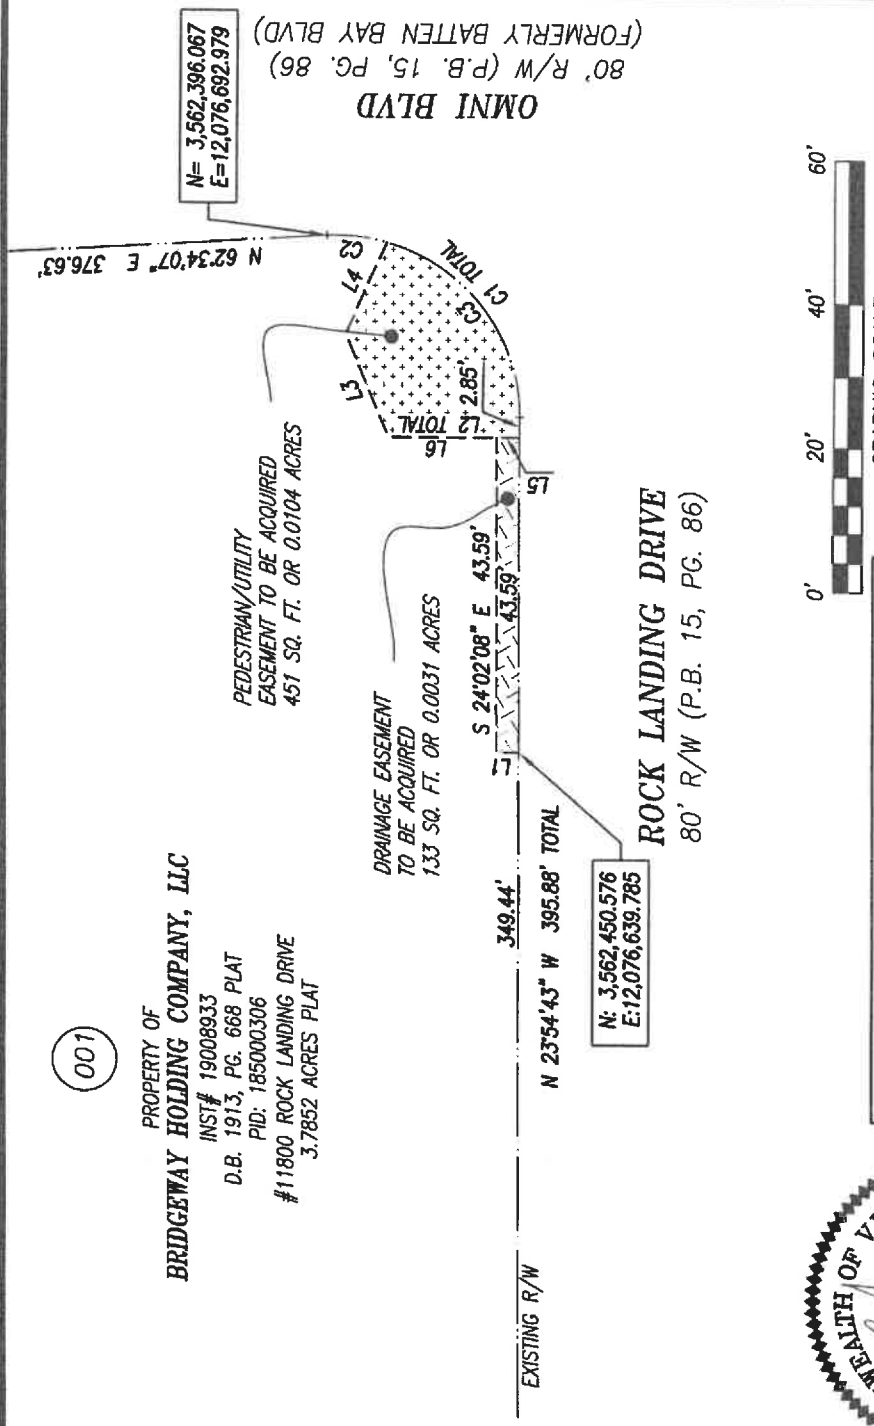 001
PROPERTY OF
BRIDGEWAY HOLDING COMPANY, LLC
INST# 19008933
D.B. 1913, PG. 668 PLAT
PID: 185000306
#11800 ROCK LANDING DRIVE
3.7852 ACRES PLAT
N= 3,562,396.067
E=12,076,692.979
OMNI BLVD
80' R/W (P.B. 15, PG. 86)
(FORMERLY BATTEN BAY BLVD)
N 62°34'07" E 376.63'
PEDESTRIAN/UTILITY
EASEMENT TO BE ACQUIRED
451 SQ. FT. OR 0.0104 ACRES
C2
L4
C1 TOTAL
C3
L3
L2 TOTAL
2.85'
L6
L5
DRAINAGE EASEMENT
TO BE ACQUIRED
133 SQ. FT. OR 0.0031 ACRES
S 24°02'08" E 43.59'
43.59'
L1
349.44'
N 23°54'43" W 395.88' TOTAL
EXISTING R/W
N: 3,562,450.576
E:12,076,639.785
ROCK LANDING DRIVE
80' R/W (P.B. 15, PG. 86)
0'
20'
40'
60'
WEALTH OF